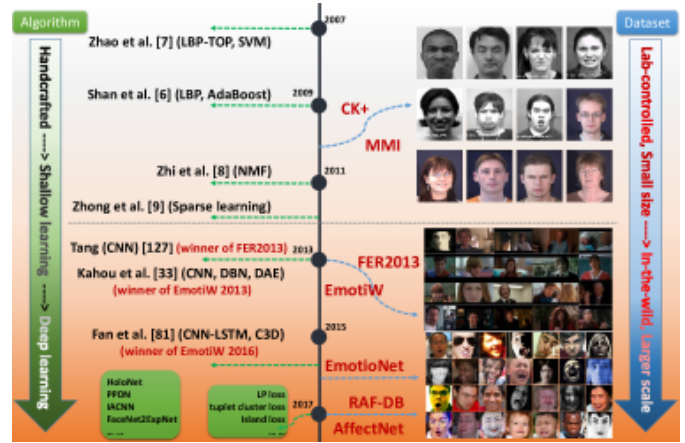 Algorithm
2007
Dataset
Zhao et al. [7] (LBP-TOP, SVM)
Shan et al. [6] (LBP, AdaBoost)
2009
CK+
MMI
Zhi et al. [8] (NMF)
2011
Zhong et al. [9] (Sparse learning)
Tang (CNN) [127] (winner of FER2013)
2013
FER2013
Kahou et al. [33] (CNN, DBN, DAE)
(winner of EmotiW 2013)
EmotiW
2015
Fan et al. [81] (CNN-LSTM, C3D)
(winner of EmotiW 2016)
EmotioNet
HoloNet
PPDN
IACNN
FaceNet2ExpNet
... ...
LP loss
tuplet cluster loss
Island loss
... ...
2017
RAF-DB
AffectNet
Handcrafted ----> Shallow learning ----> Deep learning
Lab-controlled, Small size ----> In-the-wild, Larger scale